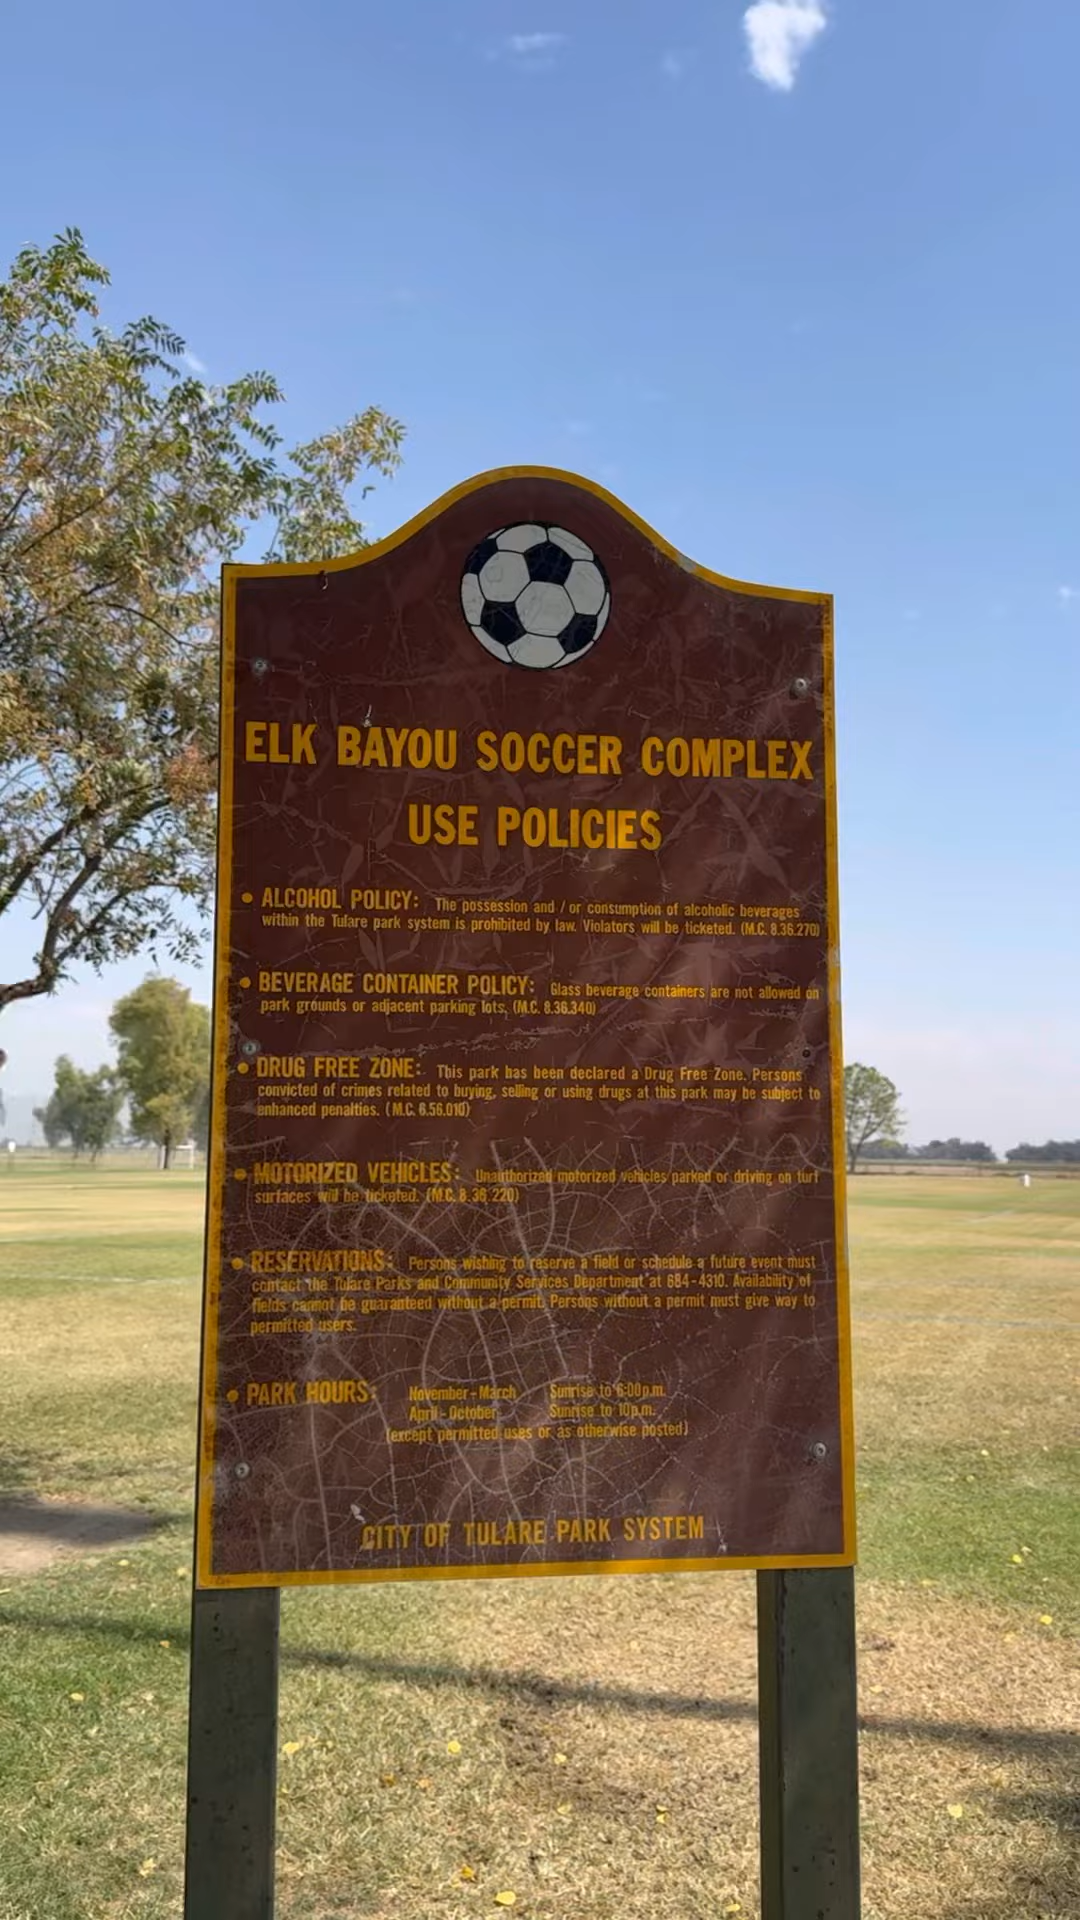 ELK BAYOU SOCCER COMPLEX
USE POLICIES
• ALCOHOL POLICY: The possession and / or consumption of alcoholic beverages
within the Tulare park system is prohibited by law. Violators will be ticketed. (M.C. 8.36.270)
• BEVERAGE CONTAINER POLICY: Glass beverage containers are not allowed on
park grounds or adjacent parking lots. (M.C. 8.36.340)
• DRUG FREE ZONE: This park has been declared a Drug Free Zone. Persons
convicted of crimes related to buying, selling or using drugs at this park may be subject to
enhanced penalties. (M.C. 6.56.010)
• MOTORIZED VEHICLES: Unauthorized motorized vehicles parked or driving on turf
surfaces will be ticketed. (M.C. 8.36.220)
• RESERVATIONS: Persons wishing to reserve a field or schedule a future event must
contact the Tulare Parks and Community Services Department at 684-4310. Availability of
fields cannot be guaranteed without a permit. Persons without a permit must give way to
permitted users.
• PARK HOURS: November - March Sunrise to 6:00p.m.
April - October Sunrise to 10p.m.
(except permitted uses or as otherwise posted)
CITY OF TULARE PARK SYSTEM